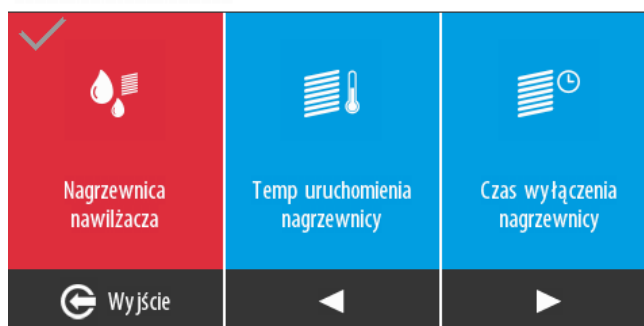 Nagrzewnica
nawilżacza
Temp uruchomienia
nagrzewnicy
Czas wyłączenia
nagrzewnicy
Wyjście